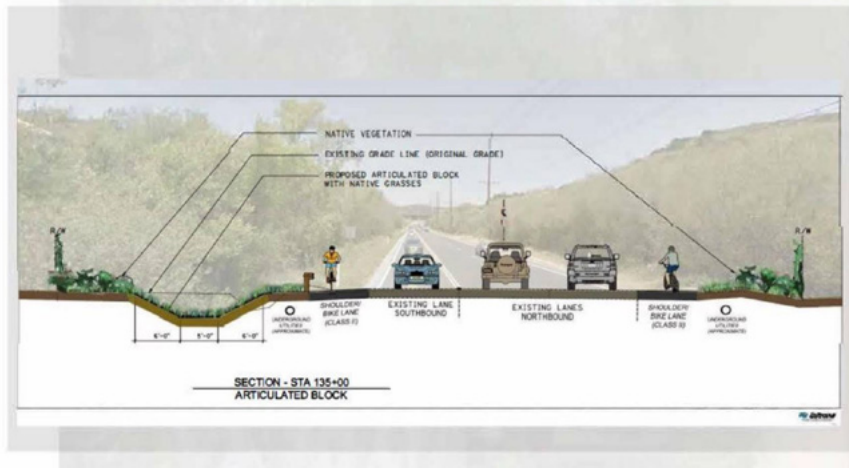 NATIVE VEGETATION
EXISTING GRADE LINE (ORIGINAL GRADE)
PROPOSED ARTICULATED BLOCK
WITH NATIVE GRASSES
R/W
R/W
℄
UNDERGROUND
UTILITIES
(APPROXIMATE)
SHOULDER/
BIKE LANE
(CLASS II)
EXISTING LANE
SOUTHBOUND
EXISTING LANES
NORTHBOUND
SHOULDER/
BIKE LANE
(CLASS II)
UNDERGROUND
UTILITIES
(APPROXIMATE)
6'-0" 5'-0" 6'-0"
SECTION - STA 135+00
ARTICULATED BLOCK
Caltrans